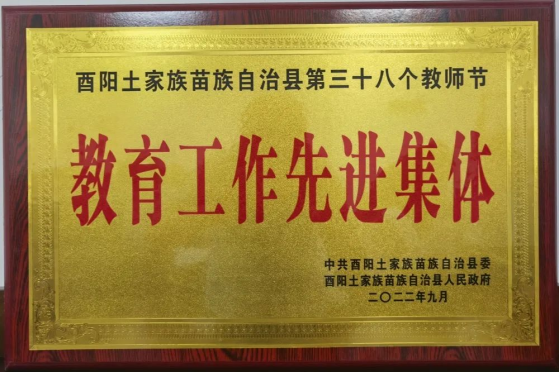 酉阳土家族苗族自治县第三十八个教师节
教育工作先进集体
中共酉阳土家族苗族自治县委
酉阳土家族苗族自治县人民政府
二〇二二年九月